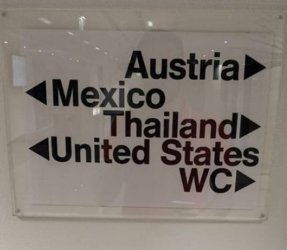 Austria▶
◀Mexico
Thailand▶
◀United States
WC▶